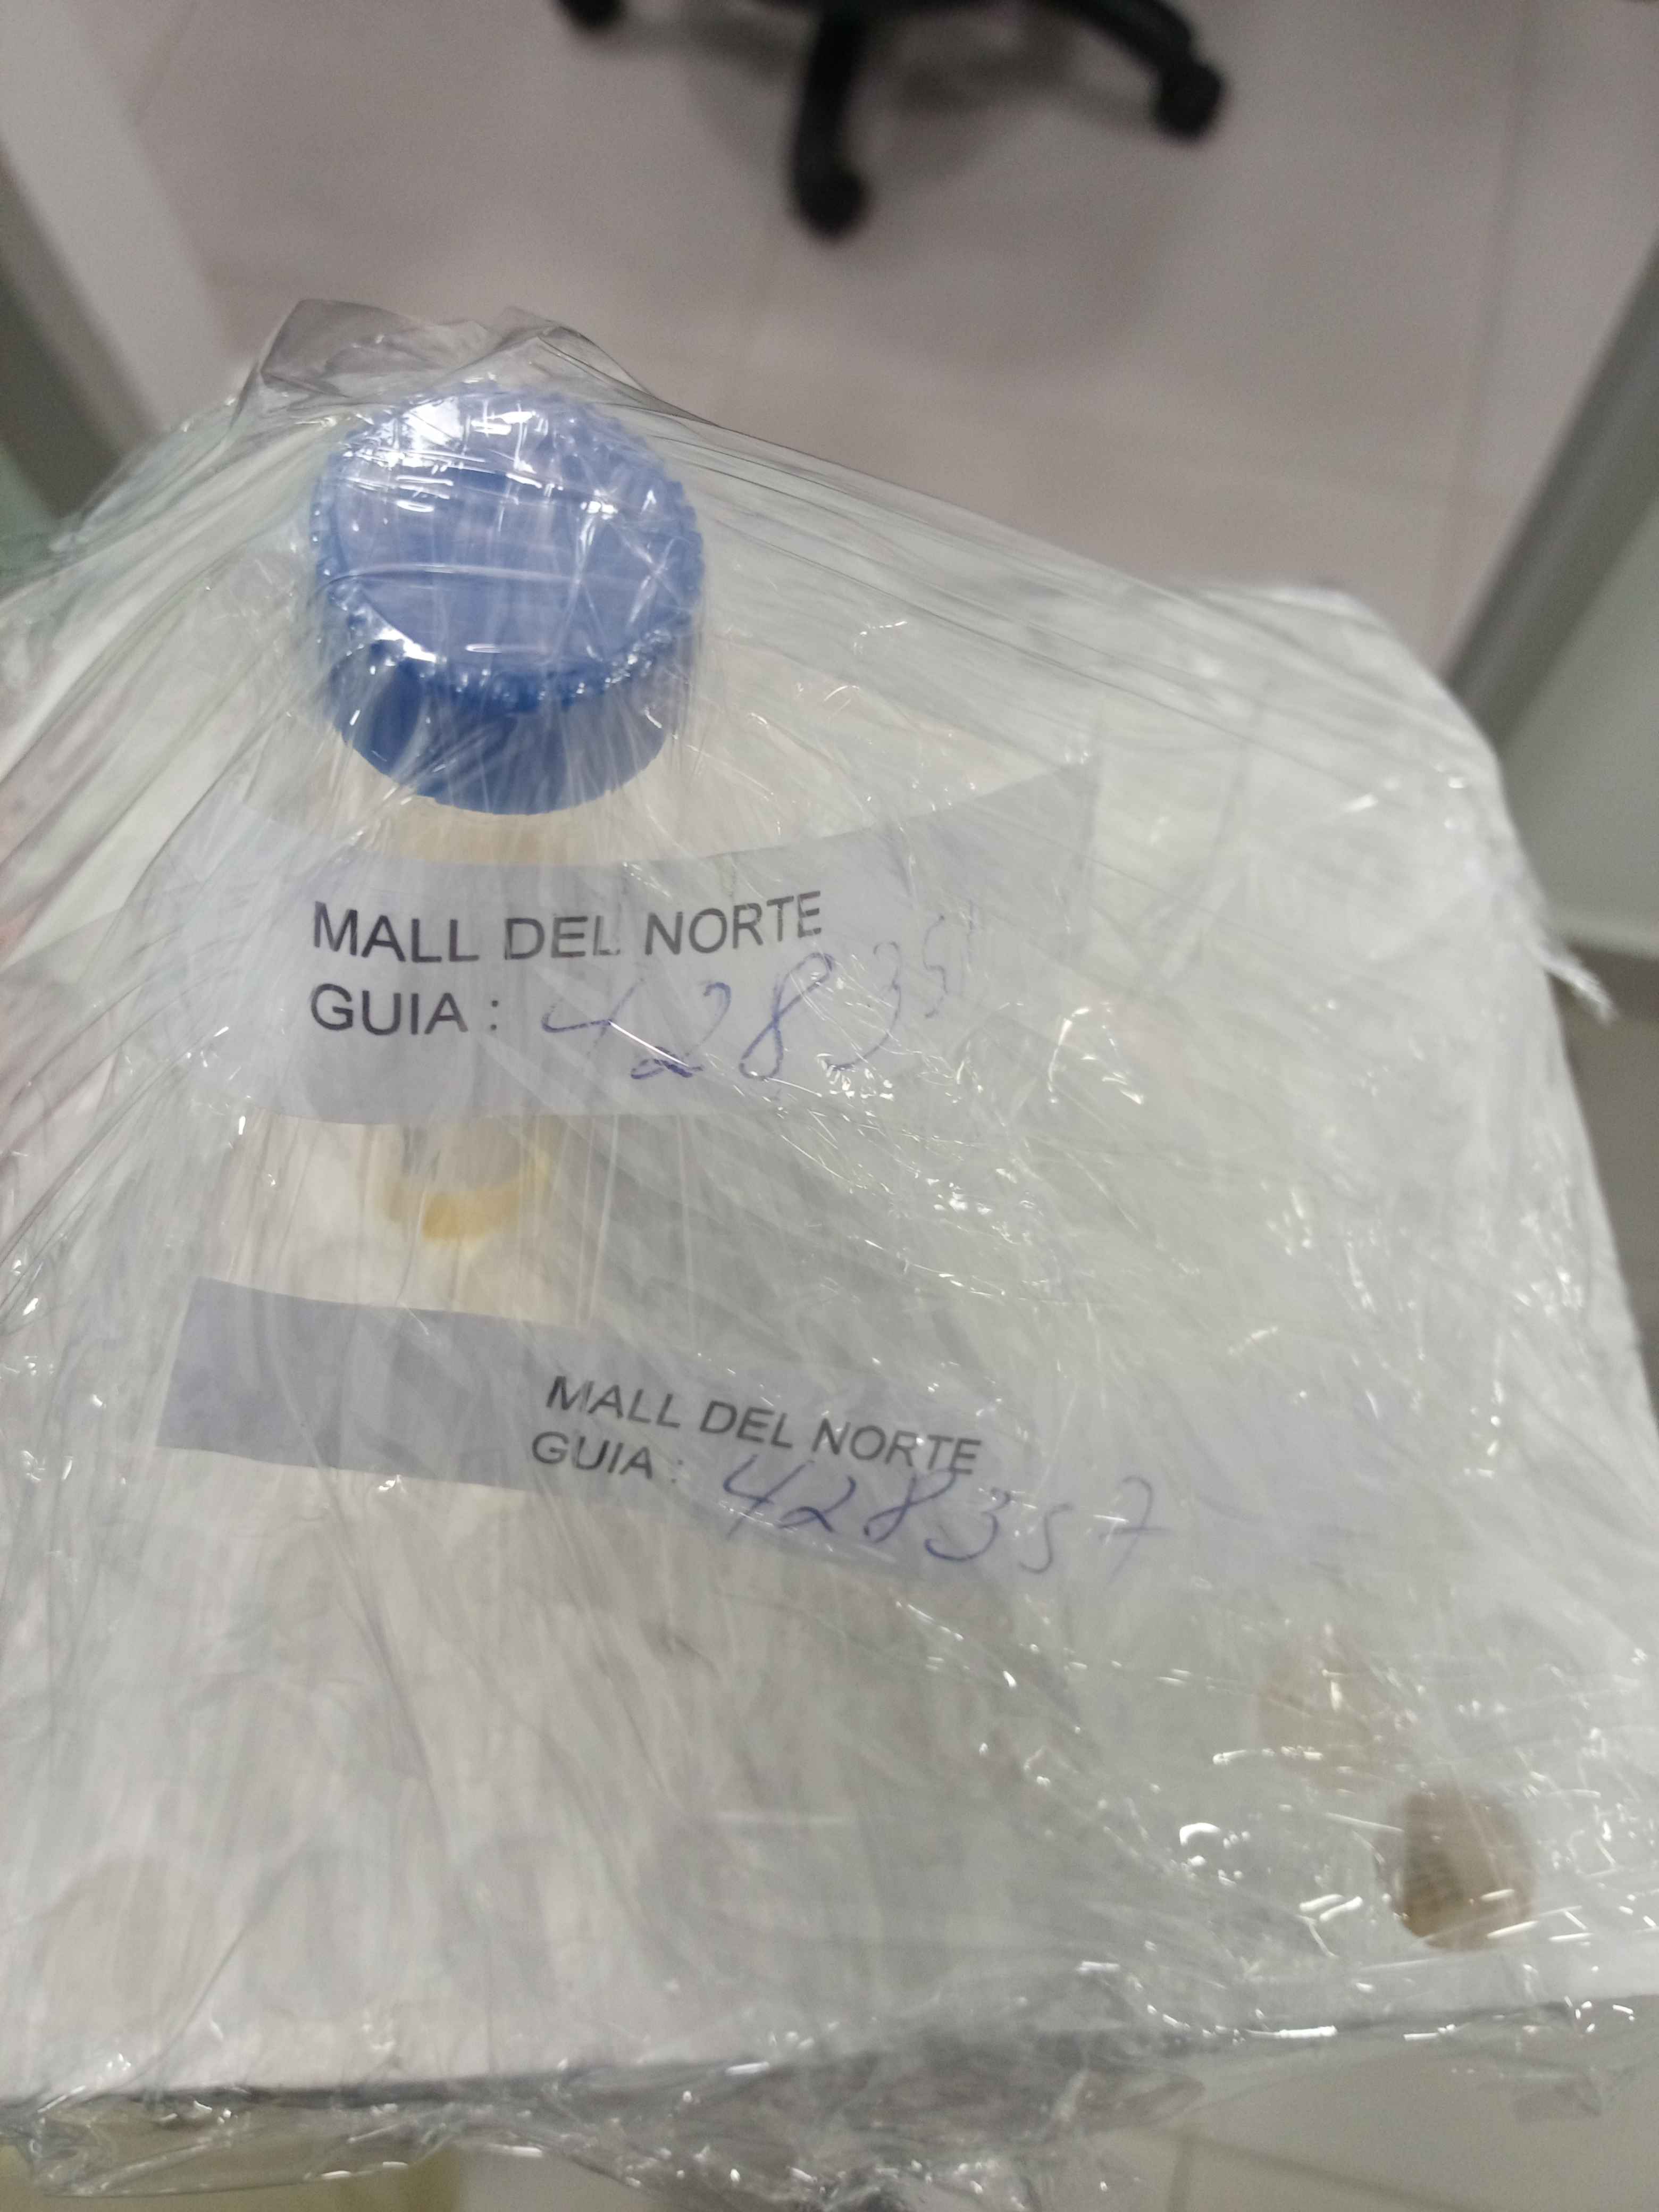 MALL DEL NORTE
GUIA : 42835
MALL DEL NORTE
GUIA : 428357